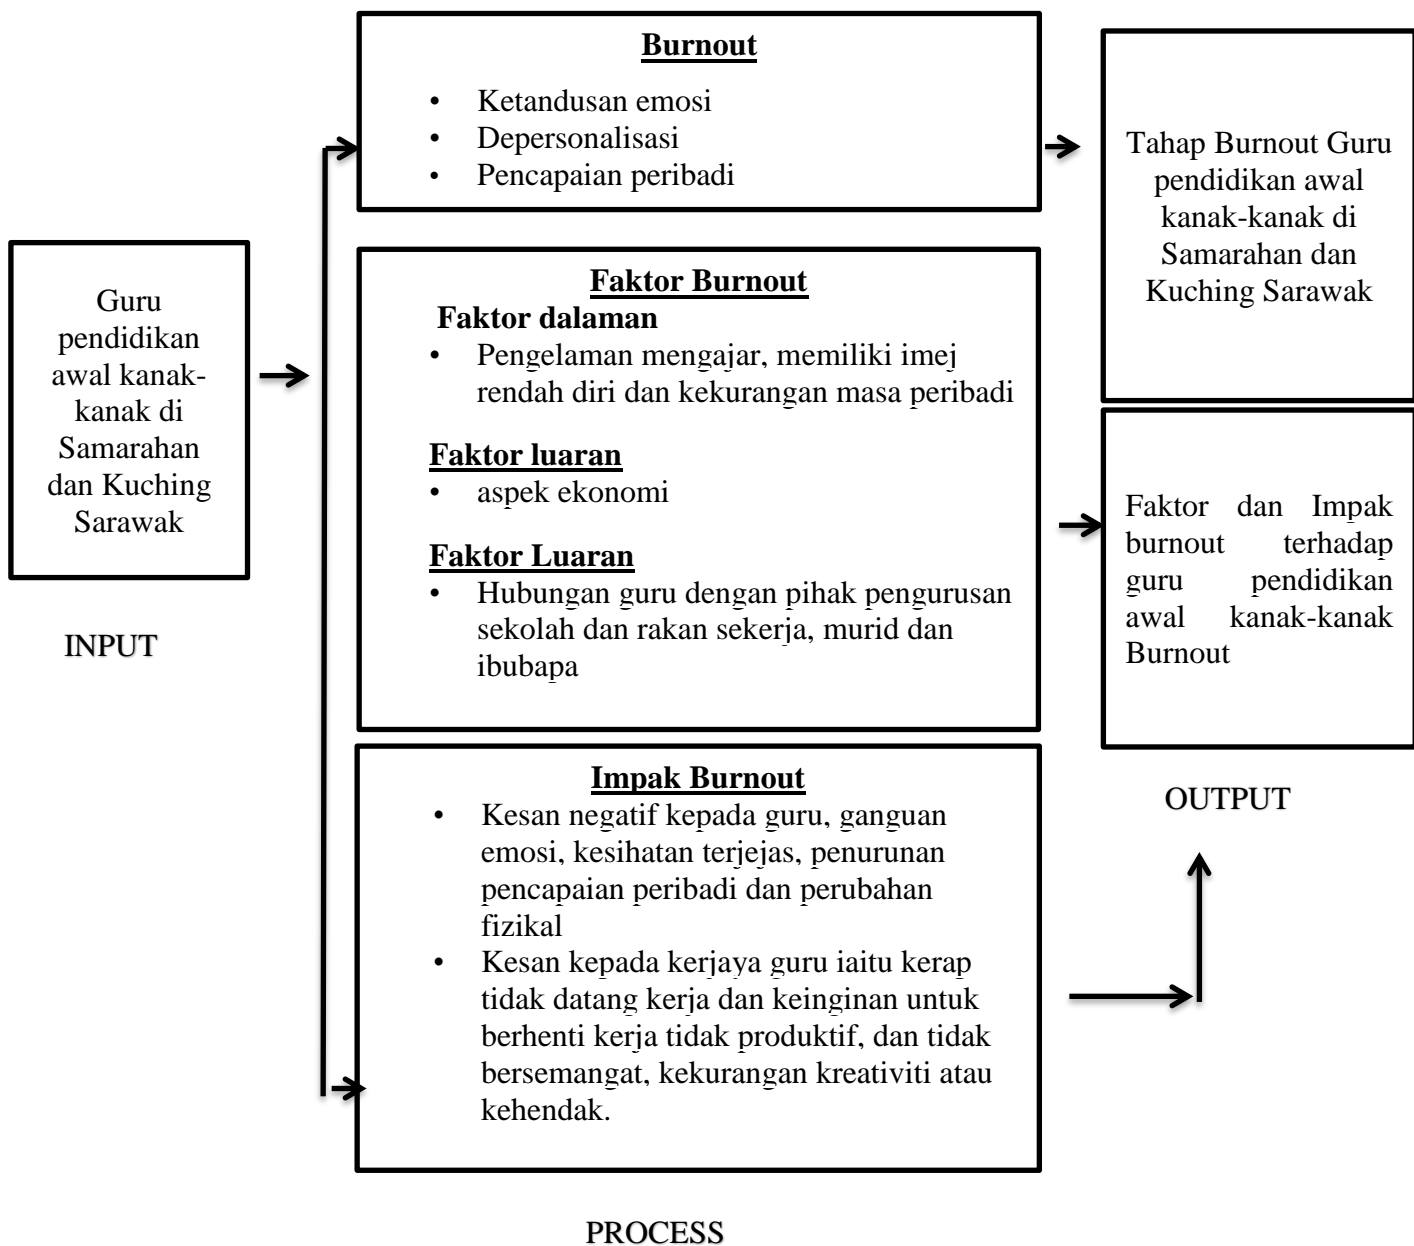 Guru
pendidikan
awal kanak-
kanak di
Samarahan
dan Kuching
Sarawak
INPUT
Burnout
• Ketandusan emosi
• Depersonalisasi
• Pencapaian peribadi
Faktor Burnout
Faktor dalaman
• Pengelaman mengajar, memiliki imej
rendah diri dan kekurangan masa peribadi
Faktor luaran
• aspek ekonomi
Faktor Luaran
• Hubungan guru dengan pihak pengurusan
sekolah dan rakan sekerja, murid dan
ibubapa
Impak Burnout
• Kesan negatif kepada guru, ganguan
emosi, kesihatan terjejas, penurunan
pencapaian peribadi dan perubahan
fizikal
• Kesan kepada kerjaya guru iaitu kerap
tidak datang kerja dan keinginan untuk
berhenti kerja tidak produktif, dan tidak
bersemangat, kekurangan kreativiti atau
kehendak.
PROCESS
Tahap Burnout Guru
pendidikan awal
kanak-kanak di
Samarahan dan
Kuching Sarawak
Faktor dan Impak
burnout terhadap
guru pendidikan
awal kanak-kanak
Burnout
OUTPUT